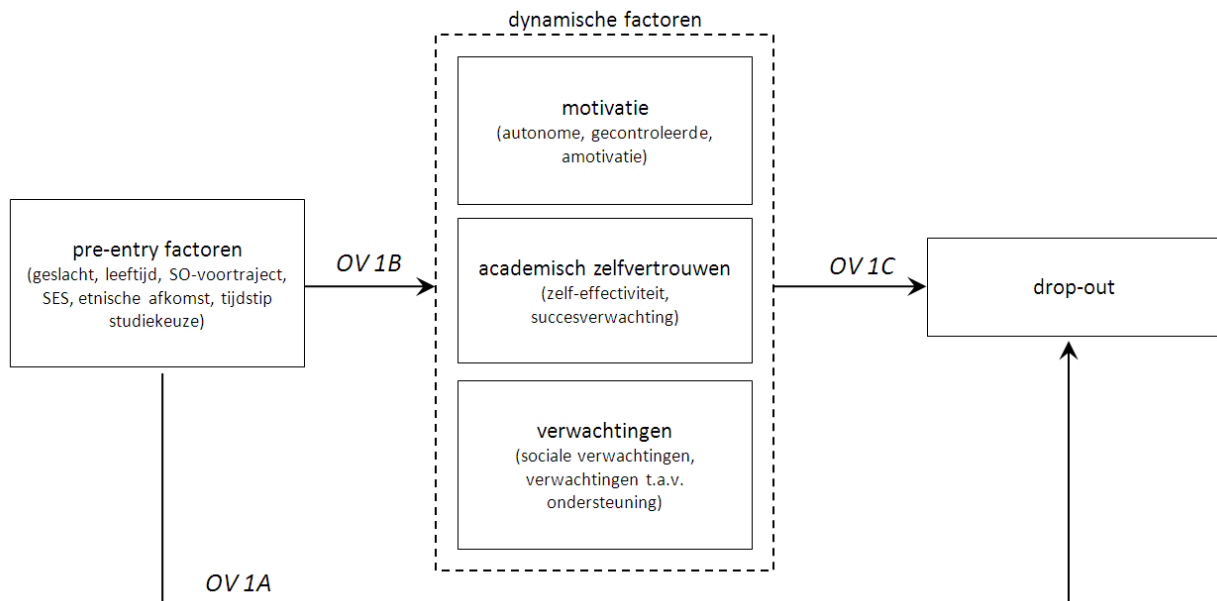 dynamische factoren
motivatie
(autonome, gecontroleerde,
amotivatie)
pre-entry factoren
(geslacht, leeftijd, SO-voortraject,
SES, etnische afkomst, tijdstip
studiekeuze)
OV 1B
academisch zelfvertrouwen
(zelf-effectiviteit,
succesverwachting)
OV 1C
drop-out
verwachtingen
(sociale verwachtingen,
verwachtingen t.a.v.
ondersteuning)
OV 1A